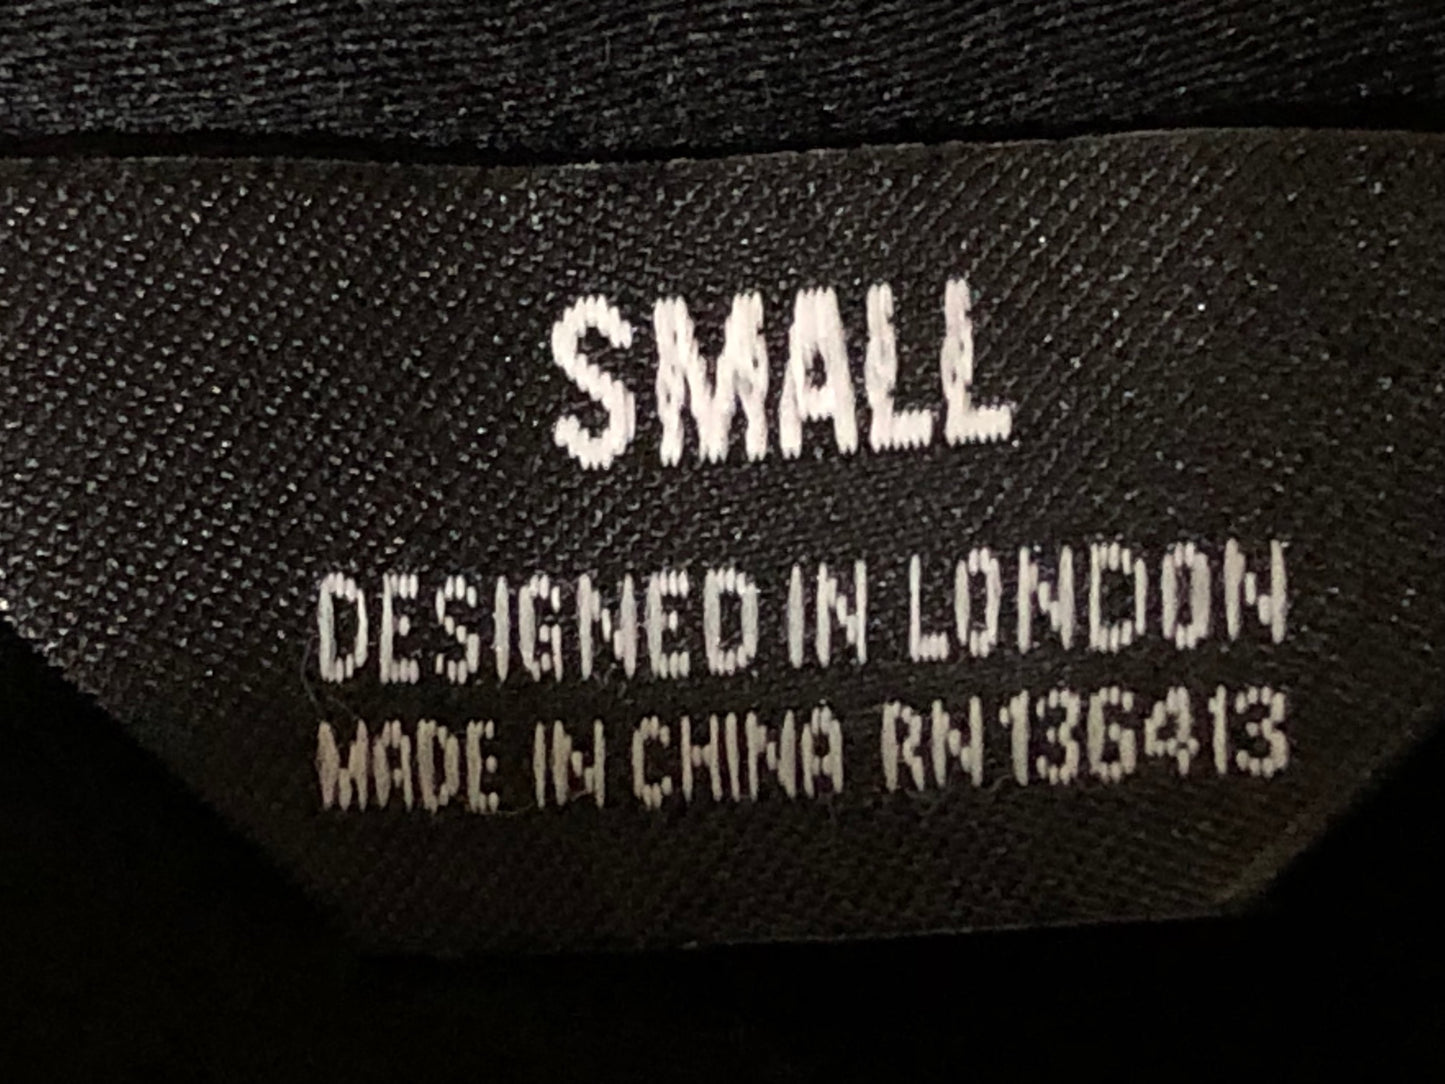 SMALL
DESIGNED IN LONDON
MADE IN CHINA RN136413